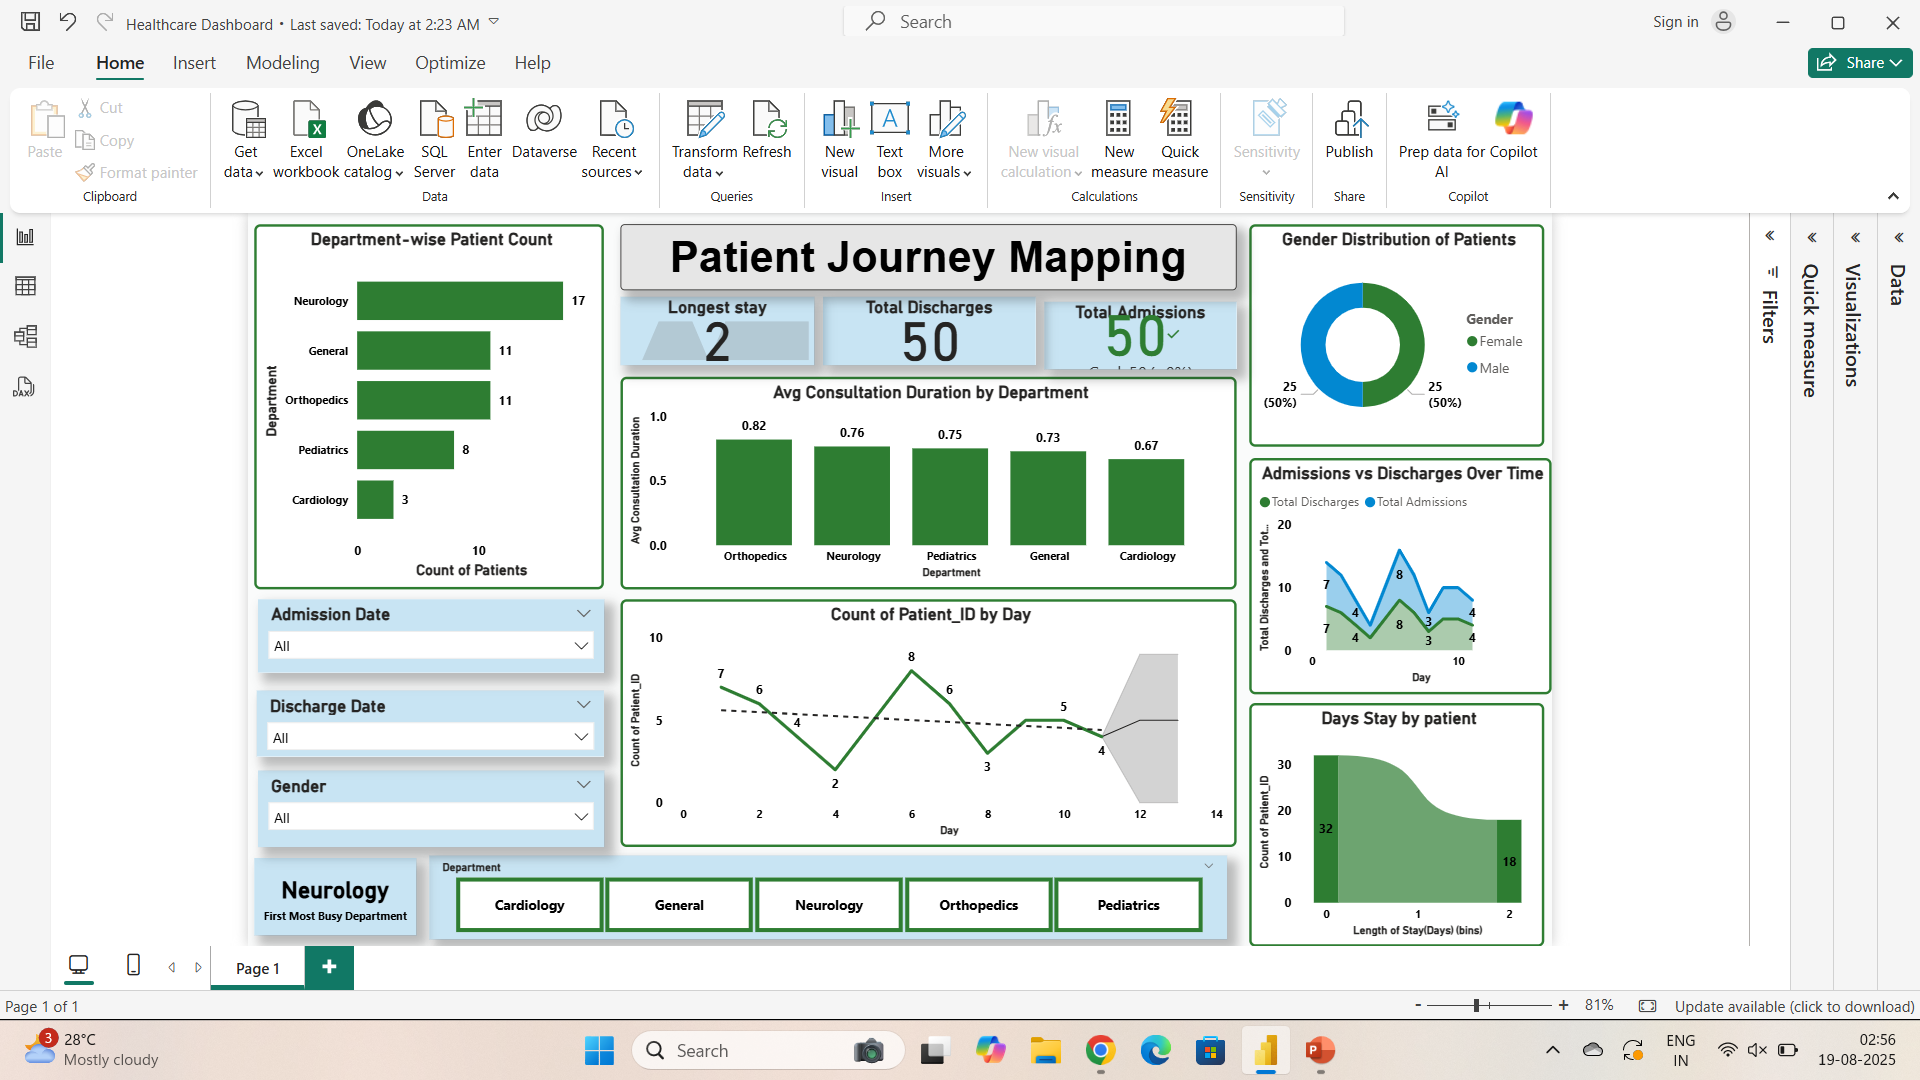 Healthcare Dashboard • Last saved: Today at 2:23 AM
Search
Sign in
File Home Insert Modeling View Optimize Help
Share
Paste
Cut
Copy
Format painter
Clipboard
Get data
Excel workbook
OneLake catalog
SQL Server
Enter data
Dataverse
Recent sources
Data
Transform data
Refresh
Queries
New visual
Text box
More visuals
Insert
New visual calculation
New measure
Quick measure
Calculations
Sensitivity
Sensitivity
Publish
Share
Prep data for AI
Copilot
Copilot
Department-wise Patient Count
Department
Neurology 17
General 11
Orthopedics 11
Pediatrics 8
Cardiology 3
0 10
Count of Patients
Patient Journey Mapping
Longest stay
2
Total Discharges
50
Total Admissions
50
Avg Consultation Duration by Department
Avg Consultation Duration
1.0
0.5
0.0
0.82 0.76 0.75 0.73 0.67
Orthopedics Neurology Pediatrics General Cardiology
Department
Gender Distribution of Patients
Gender
Female
Male
25
(50%)
25
(50%)
Admissions vs Discharges Over Time
Total Discharges Total Admissions
Total Discharges and Tot...
20
10
0
7 4 8 3 4
7 4 8 3 4
0 10
Day
Admission Date
All
Discharge Date
All
Gender
All
Count of Patient_ID by Day
Count of Patient_ID
10
5
0
7 6 4 2 8 6 3 5 4
0 2 4 6 8 10 12 14
Day
Days Stay by patient
Count of Patient_ID
30
20
10
0
32 18
0 1 2
Length of Stay(Days) (bins)
Neurology
First Most Busy Department
Department
Cardiology General Neurology Orthopedics Pediatrics
Filters
Quick measure
Visualizations
Data
Page 1
Page 1 of 1
- + 81%
Update available (click to download)
3
28°C
Mostly cloudy
Search
ENG
IN
02:56
19-08-2025